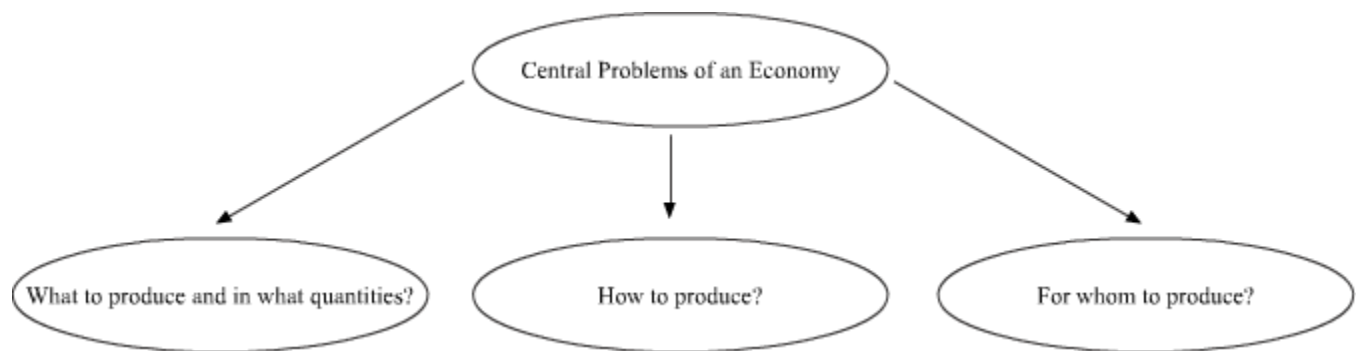 Central Problems of an Economy
What to produce and in what quantities?
How to produce?
For whom to produce?